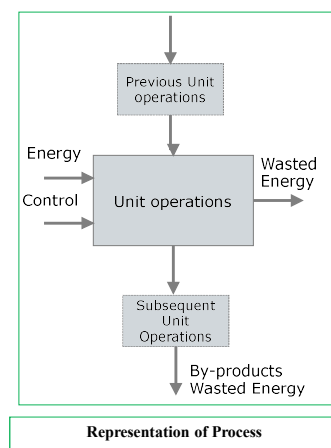 Previous Unit
operations
Energy
Control
Unit operations
Wasted
Energy
Subsequent
Unit
Operations
By-products
Wasted Energy
Representation of Process